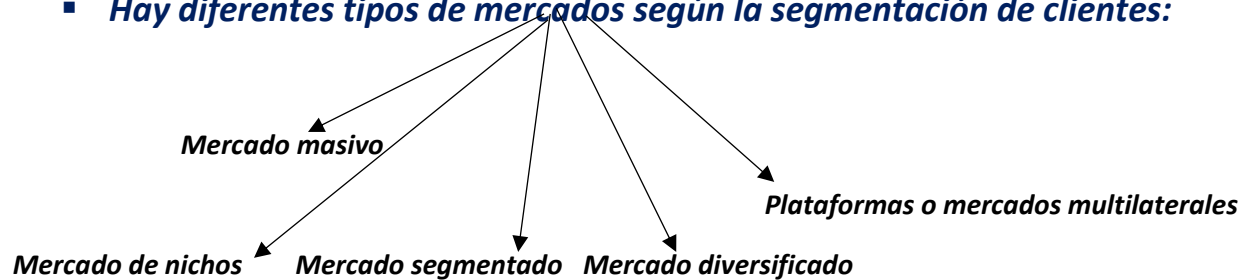 ▪ Hay diferentes tipos de mercados según la segmentación de clientes:
Mercado masivo
Plataformas o mercados multilaterales
Mercado de nichos Mercado segmentado Mercado diversificado